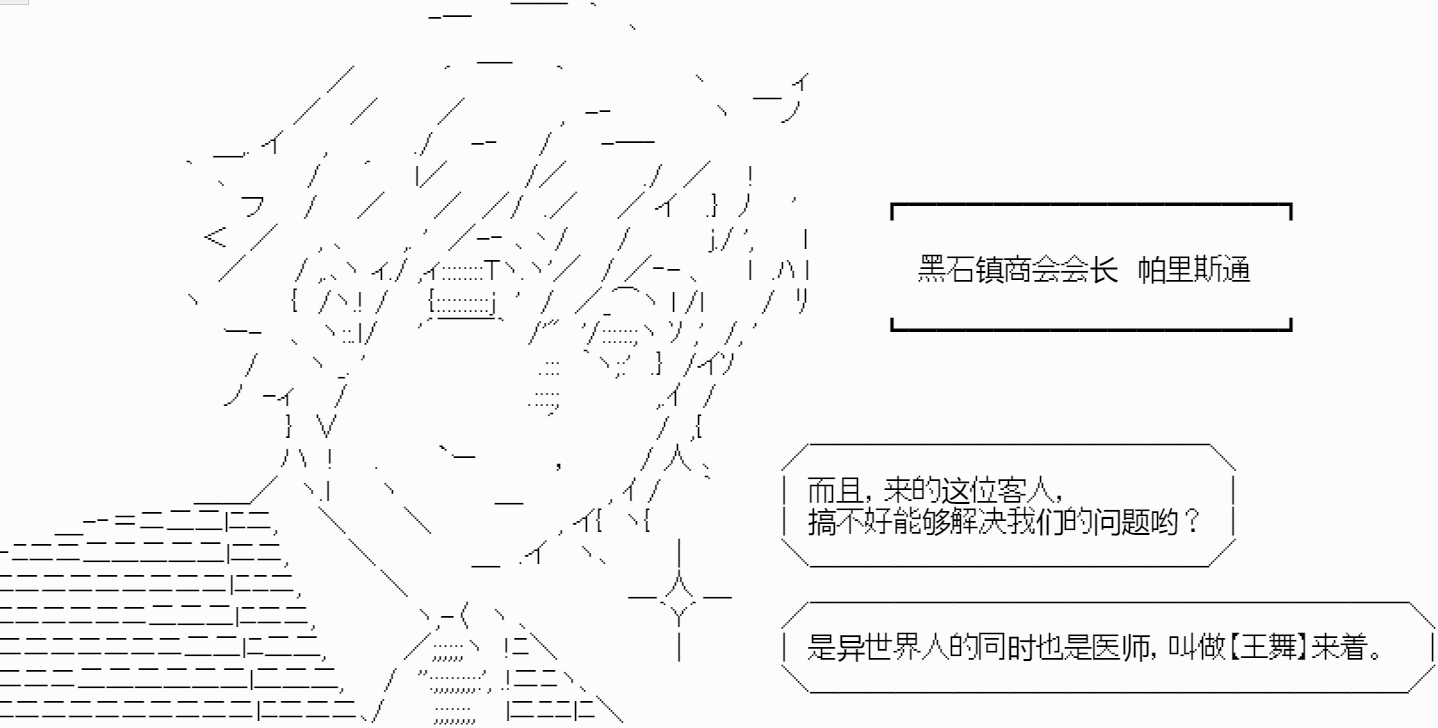 黑石镇商会会长　帕里斯通
而且，来的这位客人，
搞不好能够解决我们的问题哟？
是异世界人的同时也是医师，叫做【王舞】来着。